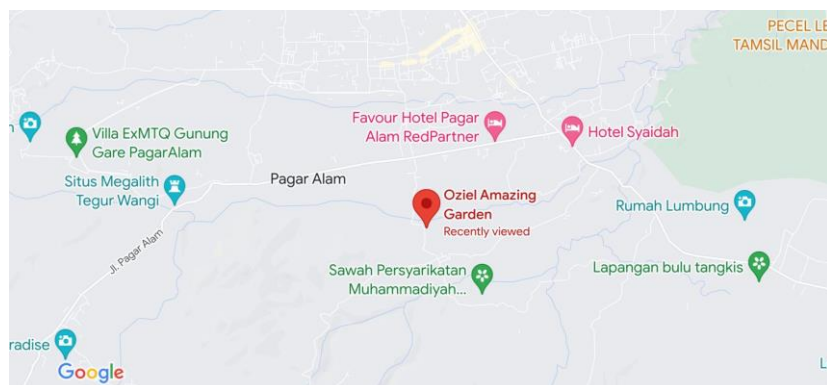 PECEL LE
TAMSIL MAND
Favour Hotel Pagar
Alam RedPartner
Hotel Syaidah
Villa ExMTQ Gunung
Gare PagarAlam
Situs Megalith
Tegur Wangi
Pagar Alam
Oziel Amazing
Garden
Recently viewed
Rumah Lumbung
Jl. Pagar Alam
Sawah Persyarikatan
Muhammadiyah...
Lapangan bulu tangkis
radise
Google
L